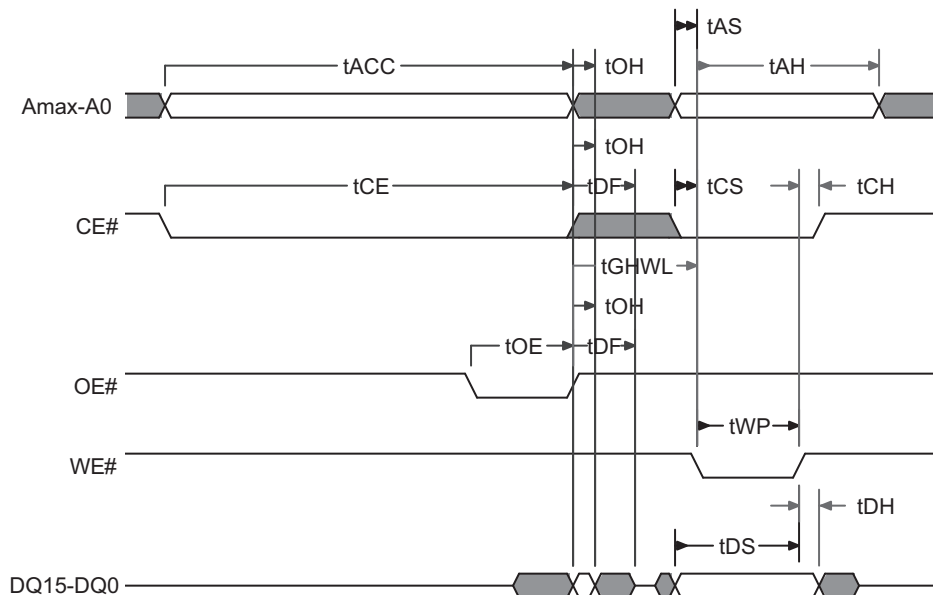 tAS
tACC
tOH
tAH
Amax-A0
tOH
tCE
tDF
tCS
tCH
CE#
tGHWL
tOH
tOE
tDF
OE#
tWP
WE#
tDH
tDS
DQ15-DQ0